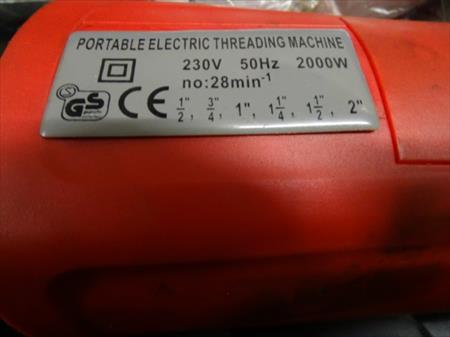 PORTABLE ELECTRIC THREADING MACHINE
230V 50Hz 2000W
no:28min⁻¹
S GS CE 1/2", 3/4", 1", 1 1/4", 1 1/2", 2"